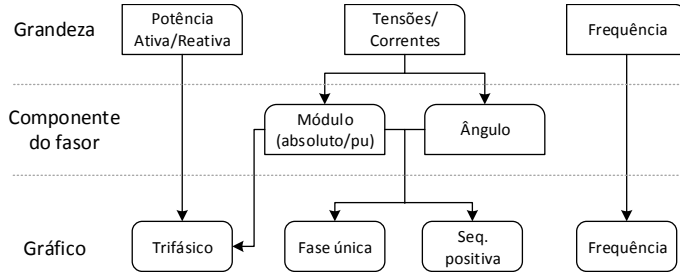 Grandeza
Potência
Ativa/Reativa
Tensões/
Correntes
Frequência
Componente
do fasor
Módulo
(absoluto/pu)
Ângulo
Gráfico
Trifásico
Fase única
Seq.
positiva
Frequência